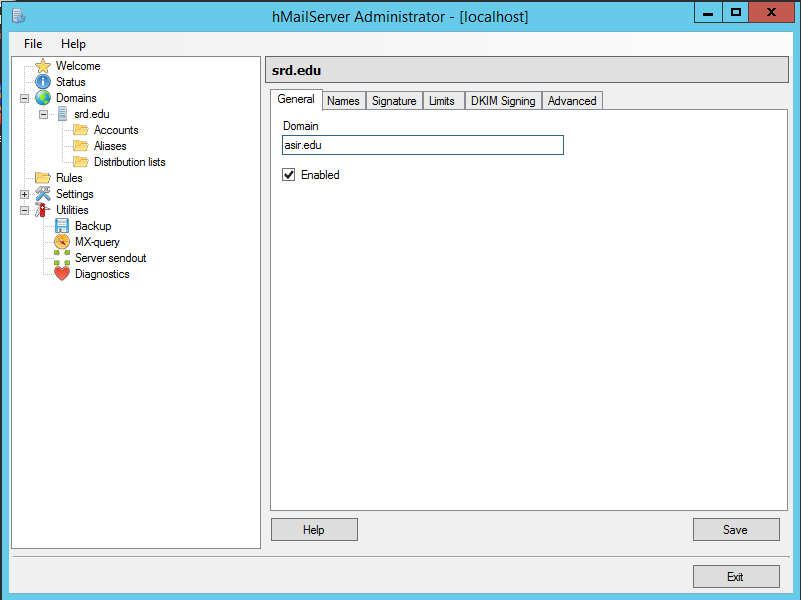 hMailServer Administrator - [localhost]
File Help
Welcome
Status
Domains
srd.edu
Accounts
Aliases
Distribution lists
Rules
Settings
Utilities
Backup
MX-query
Server sendout
Diagnostics
srd.edu
General Names Signature Limits DKIM Signing Advanced
Domain
asir.edu
Enabled
Help Save
Exit